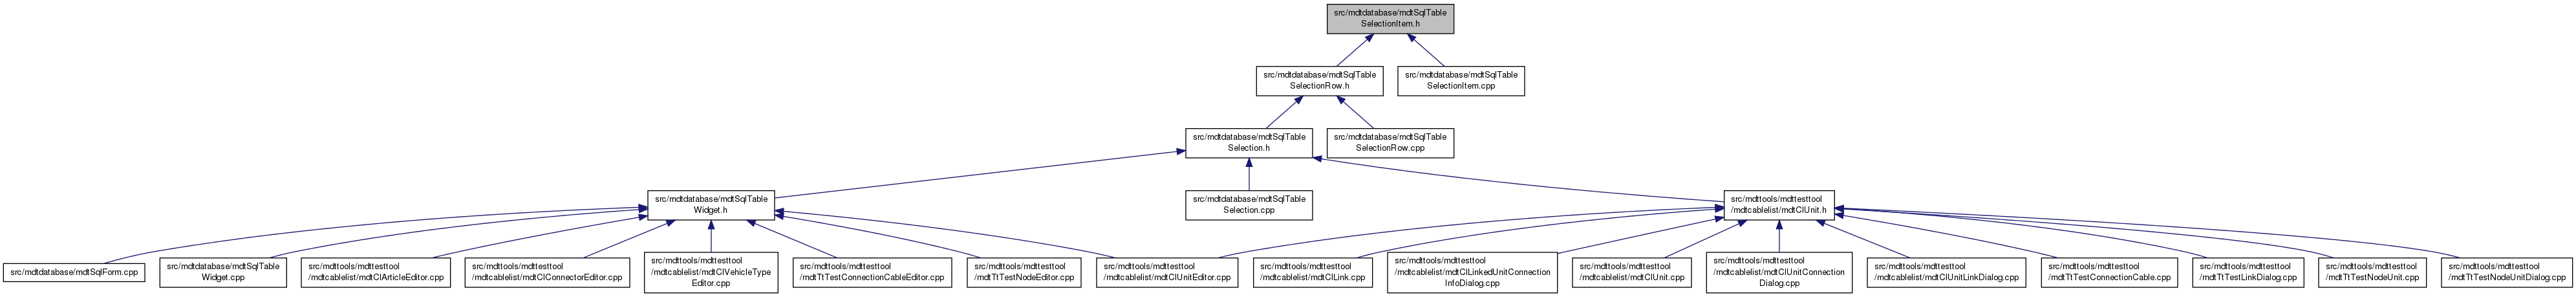 src/mdtdatabase/mdtSqlTable
SelectionItem.h
src/mdtdatabase/mdtSqlTable
SelectionRow.h
src/mdtdatabase/mdtSqlTable
SelectionItem.cpp
src/mdtdatabase/mdtSqlTable
Selection.h
src/mdtdatabase/mdtSqlTable
SelectionRow.cpp
src/mdtdatabase/mdtSqlTable
Widget.h
src/mdtdatabase/mdtSqlTable
Selection.cpp
src/mdttools/mdttesttool
/mdtcablelist/mdtClUnit.h
src/mdtdatabase/mdtSqlForm.cpp
src/mdtdatabase/mdtSqlTable
Widget.cpp
src/mdttools/mdttesttool
/mdtcablelist/mdtClArticleEditor.cpp
src/mdttools/mdttesttool
/mdtcablelist/mdtClConnectorEditor.cpp
src/mdttools/mdttesttool
/mdtcablelist/mdtClVehicleType
Editor.cpp
src/mdttools/mdttesttool
/mdtTtTestConnectionCableEditor.cpp
src/mdttools/mdttesttool
/mdtTtTestNodeEditor.cpp
src/mdttools/mdttesttool
/mdtcablelist/mdtClUnitEditor.cpp
src/mdttools/mdttesttool
/mdtcablelist/mdtClLink.cpp
src/mdttools/mdttesttool
/mdtcablelist/mdtClLinkedUnitConnection
InfoDialog.cpp
src/mdttools/mdttesttool
/mdtcablelist/mdtClUnit.cpp
src/mdttools/mdttesttool
/mdtcablelist/mdtClUnitConnection
Dialog.cpp
src/mdttools/mdttesttool
/mdtcablelist/mdtClUnitLinkDialog.cpp
src/mdttools/mdttesttool
/mdtTtTestConnectionCable.cpp
src/mdttools/mdttesttool
/mdtTtTestLinkDialog.cpp
src/mdttools/mdttesttool
/mdtTtTestNodeUnit.cpp
src/mdttools/mdttesttool
/mdtTtTestNodeUnitDialog.cpp